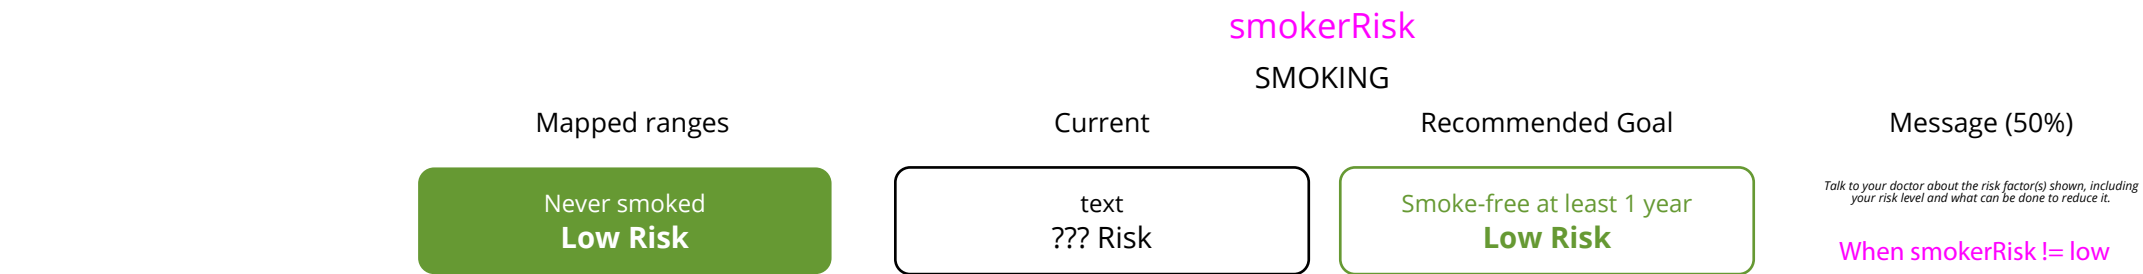 smokerRisk
SMOKING
Mapped ranges
Current
Recommended Goal
Message (50%)
Never smoked
Low Risk
text
??? Risk
Smoke-free at least 1 year
Low Risk
Talk to your doctor about the risk factor(s) shown, including
your risk level and what can be done to reduce it.
When smokerRisk != low